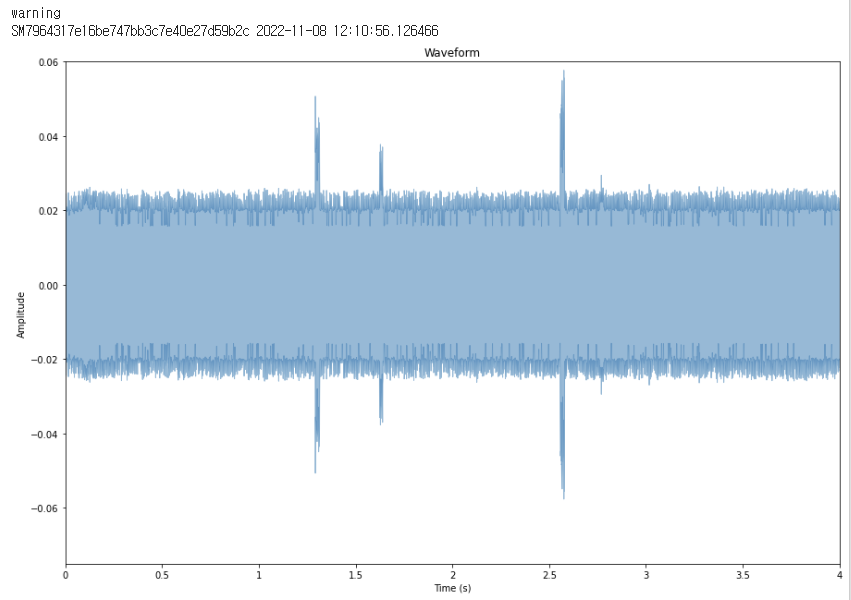 warning
SM7964317e16be747bb3c7e40e27d59b2c 2022-11-08 12:10:56.126466
Waveform
0.06
0.04
0.02
0.00
−0.02
−0.04
−0.06
Amplitude
0 0.5 1 1.5 2 2.5 3 3.5 4
Time (s)